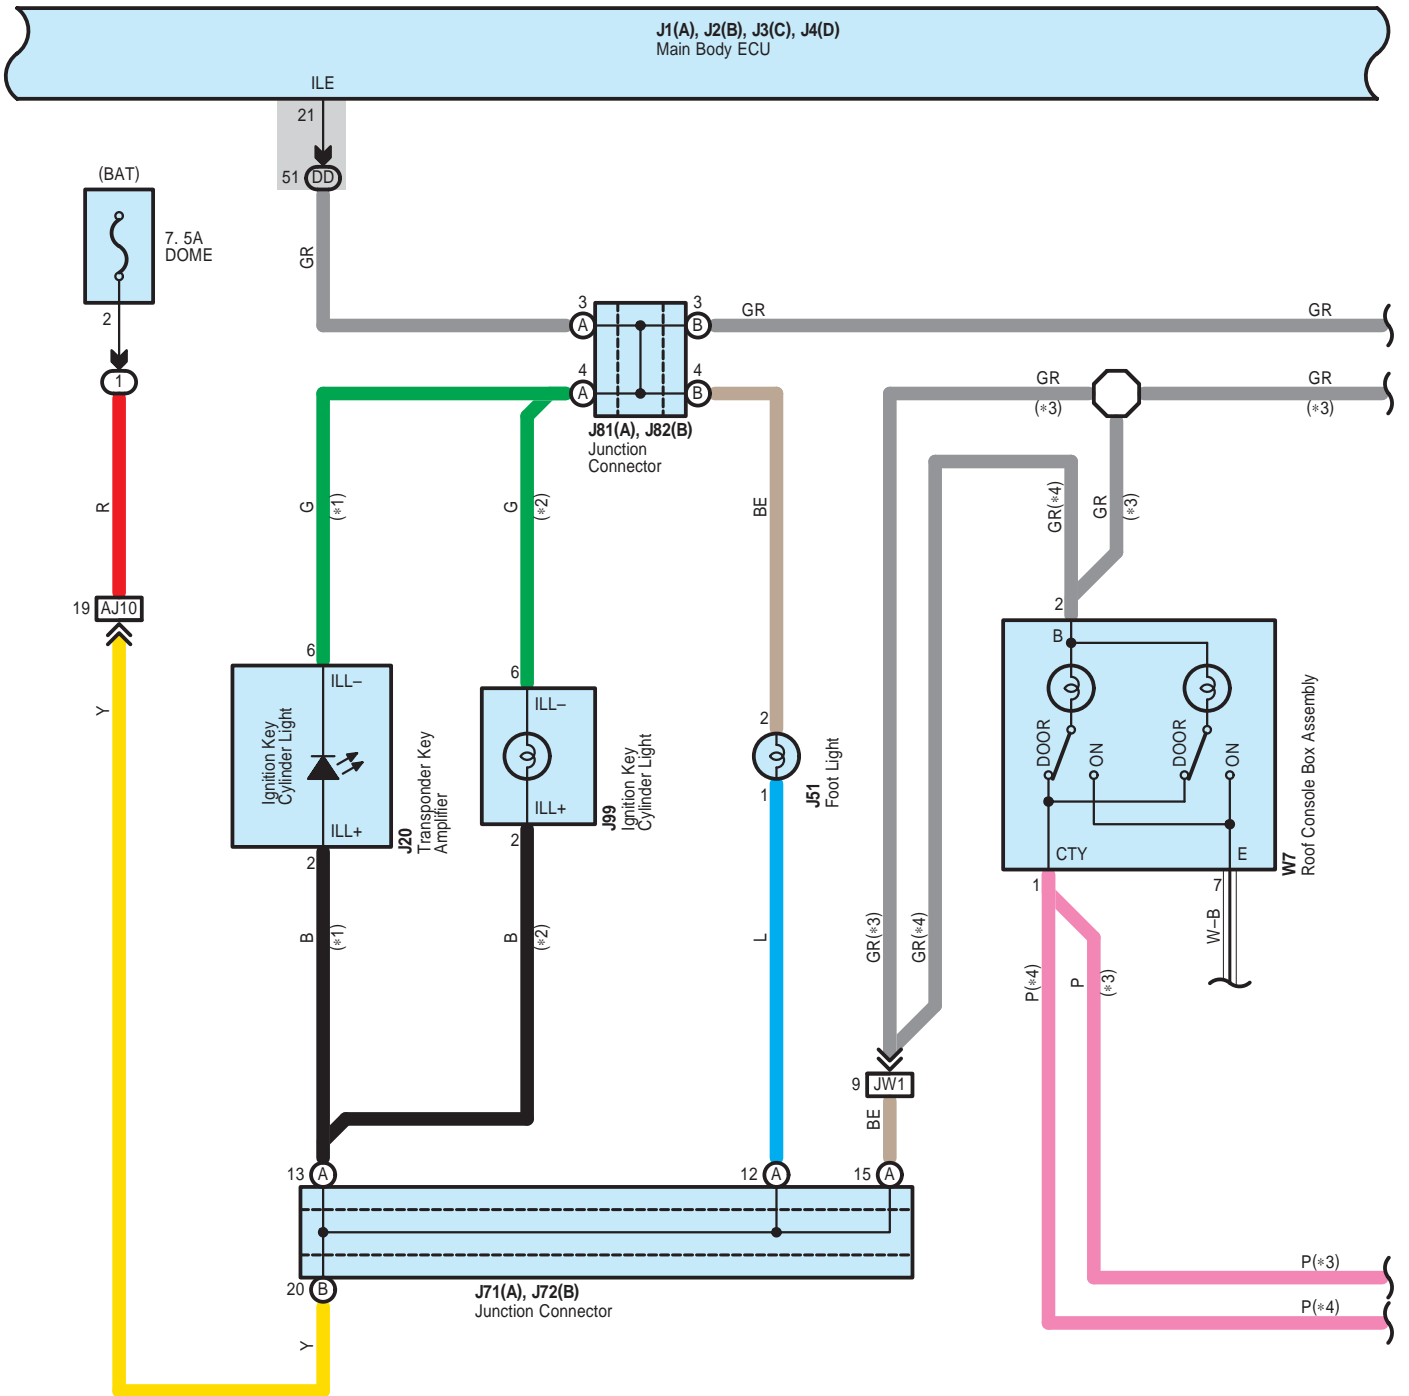 J1(A), J2(B), J3(C), J4(D)
Main Body ECU
ILE
21
51 DD
(BAT)
7. 5A
DOME
2
1
GR
3
A
3
B
GR
GR
4
A
4
B
J81(A), J82(B)
Junction
Connector
GR
(∗3)
GR
(∗3)
R
G
(∗1)
G
(∗2)
BE
GR(∗4)
GR
(∗3)
19 AJ10
Y
6
ILL–
Ignition Key
Cylinder Light
ILL+
2
J20
Transponder Key
Amplifier
6
ILL–
ILL+
2
J99
Ignition Key
Cylinder Light
2
1
J51
Foot Light
2
B
DOOR
ON
DOOR
ON
CTY
E
1
7
W7
Roof Console Box Assembly
B
(∗1)
B
(∗2)
L
GR(∗3)
GR(∗4)
P(∗4)
P
(∗3)
W–B
9 JW1
BE
13 A
12 A
15 A
20 B
J71(A), J72(B)
Junction Connector
Y
P(∗3)
P(∗4)